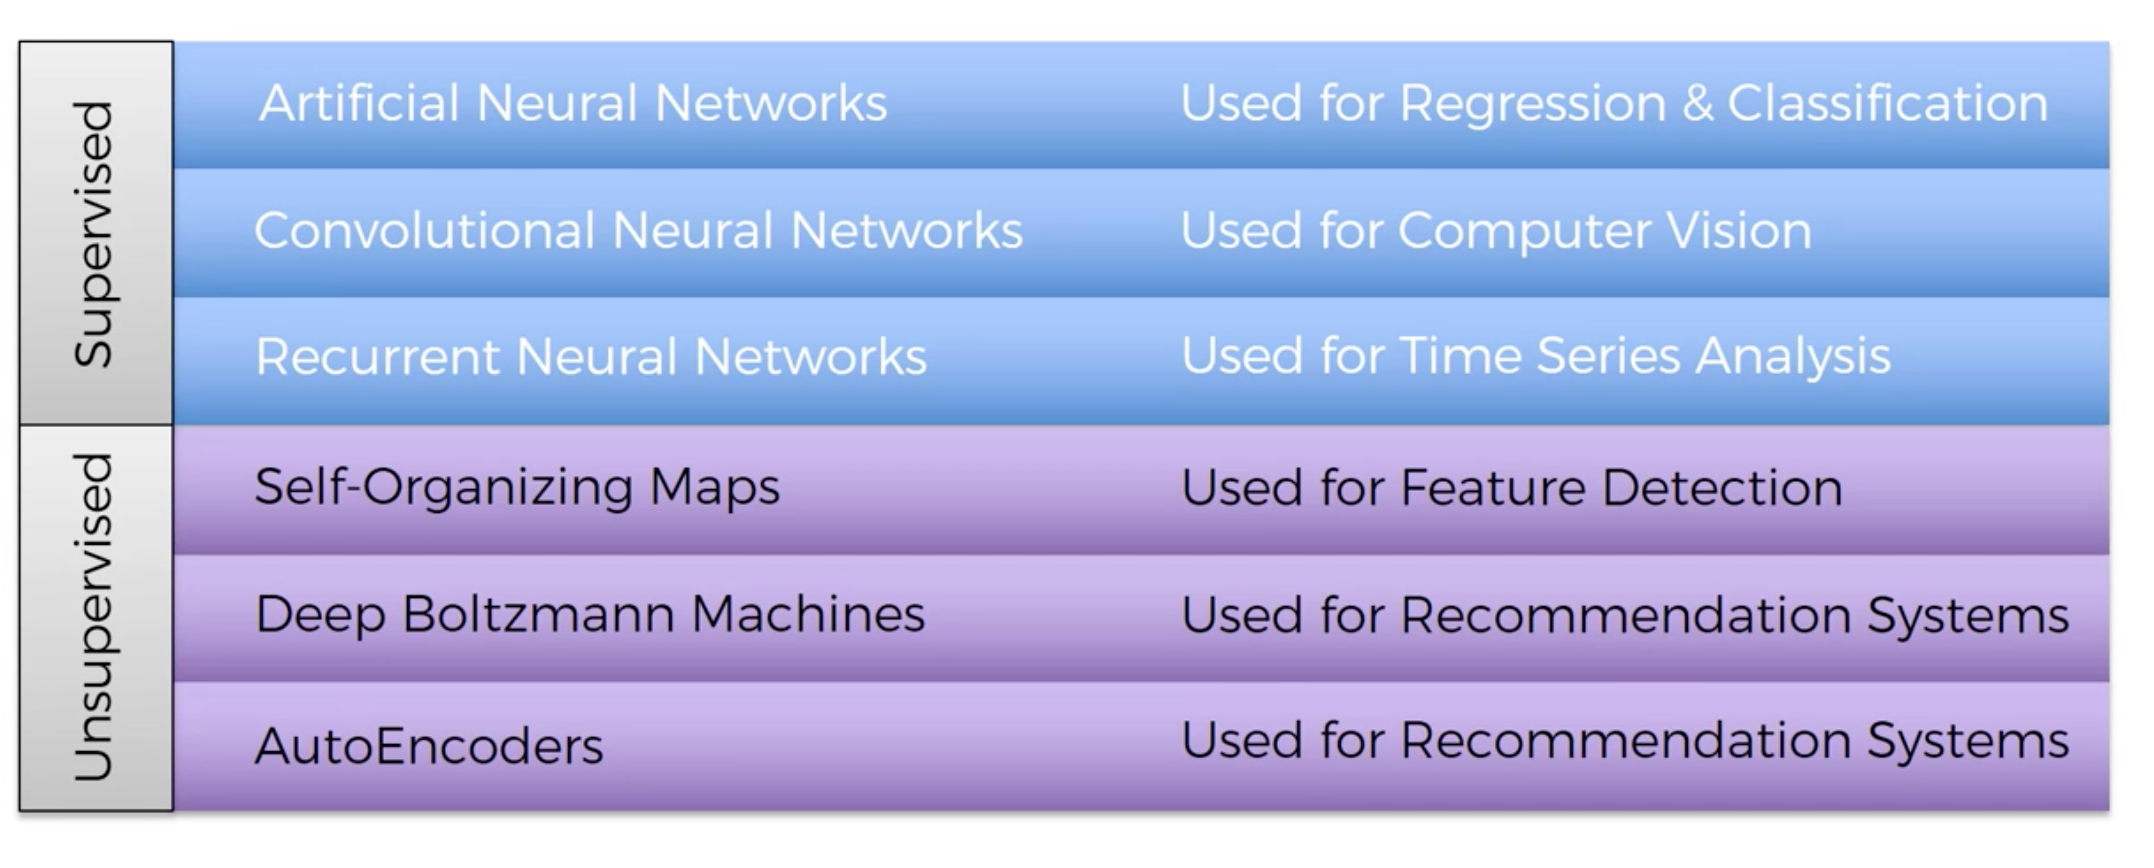 Supervised
Artificial Neural Networks Used for Regression & Classification
Convolutional Neural Networks Used for Computer Vision
Recurrent Neural Networks Used for Time Series Analysis
Unsupervised
Self-Organizing Maps Used for Feature Detection
Deep Boltzmann Machines Used for Recommendation Systems
AutoEncoders Used for Recommendation Systems